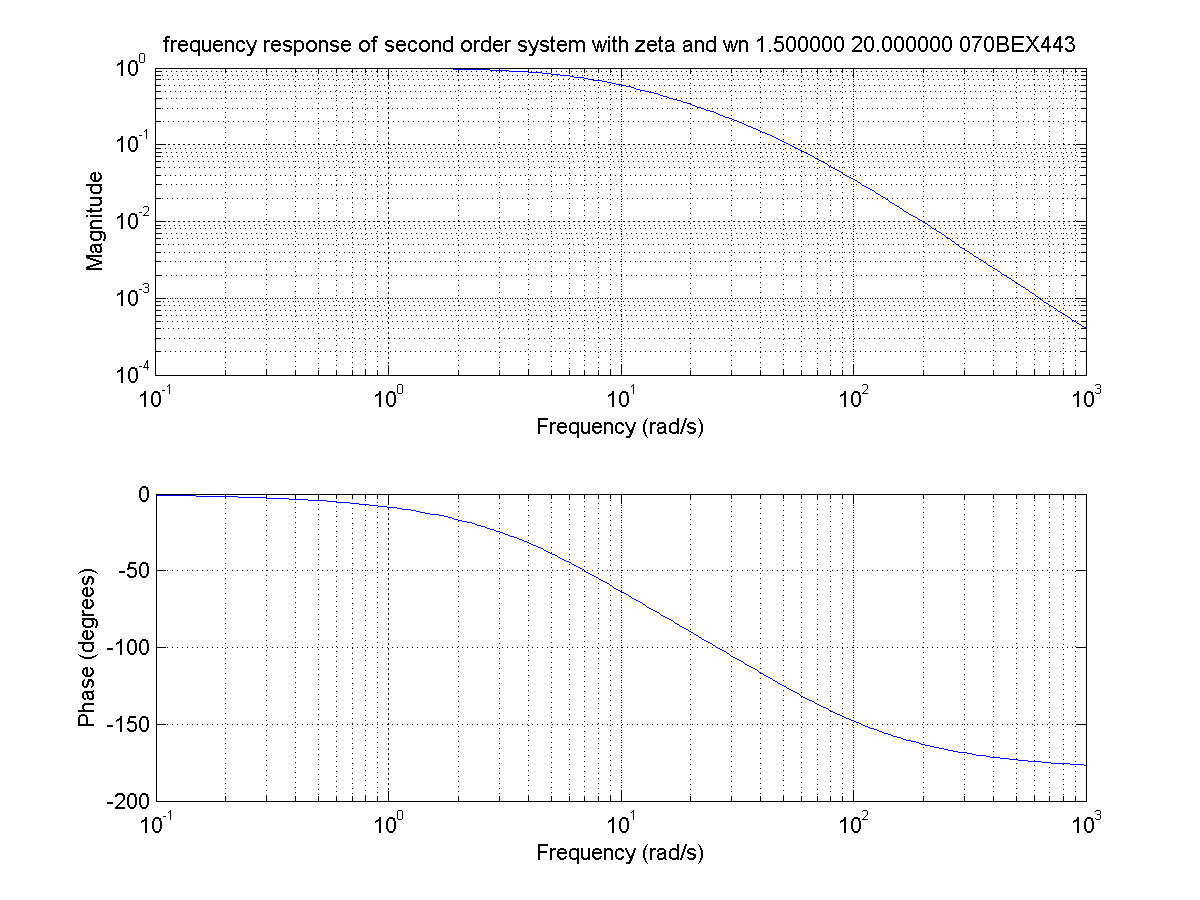 frequency response of second order system with zeta and wn 1.500000 20.000000 070BEX443
10^0
10^-1
10^-2
10^-3
10^-4
Magnitude
10^-1 10^0 10^1 10^2 10^3
Frequency (rad/s)
0
-50
-100
-150
-200
Phase (degrees)
10^-1 10^0 10^1 10^2 10^3
Frequency (rad/s)